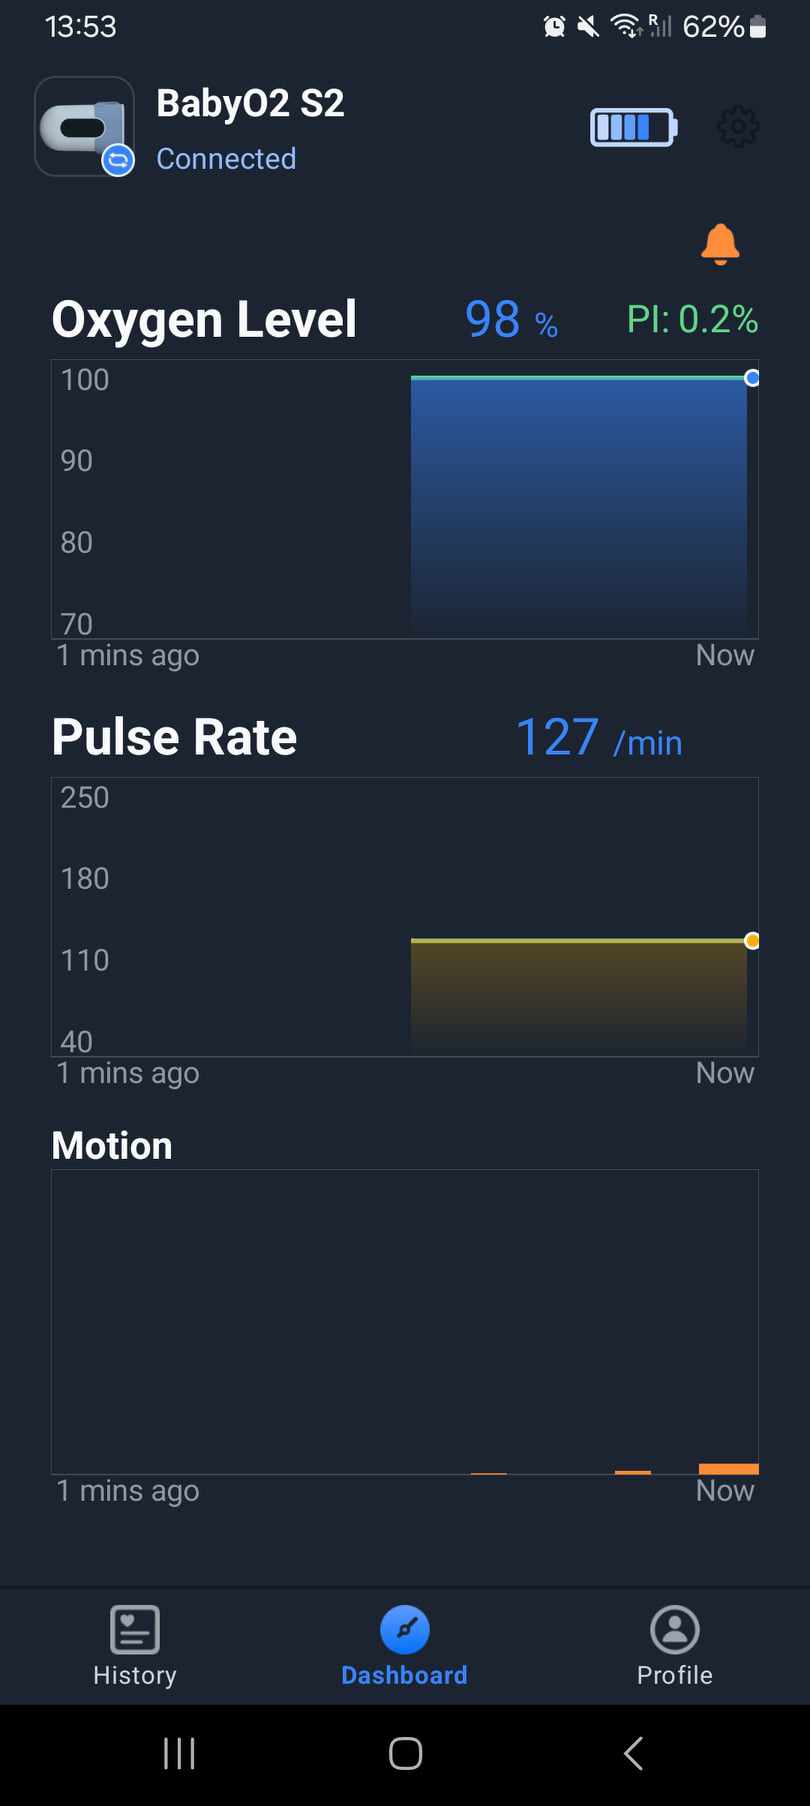 13:53 R 62%
BabyO2 S2
Connected
Oxygen Level 98 % PI: 0.2%
100
90
80
70
1 mins ago Now
Pulse Rate 127 /min
250
180
110
40
1 mins ago Now
Motion
1 mins ago Now
History Dashboard Profile